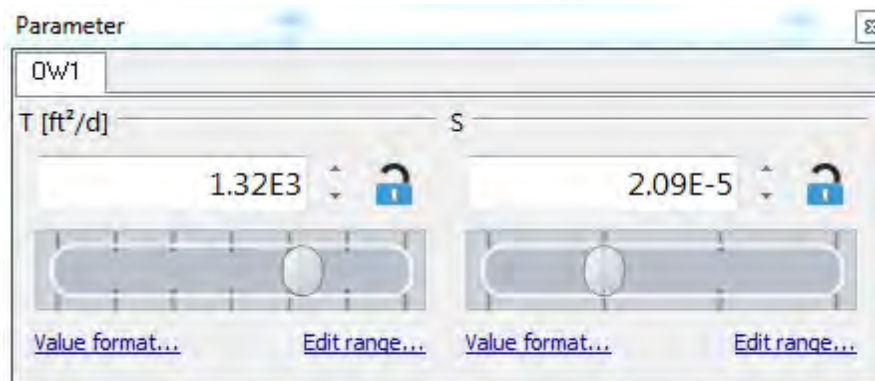 Parameter
OW1
T [ft²/d]
S
1.32E3
2.09E-5
Value format...
Edit range...
Value format...
Edit range...